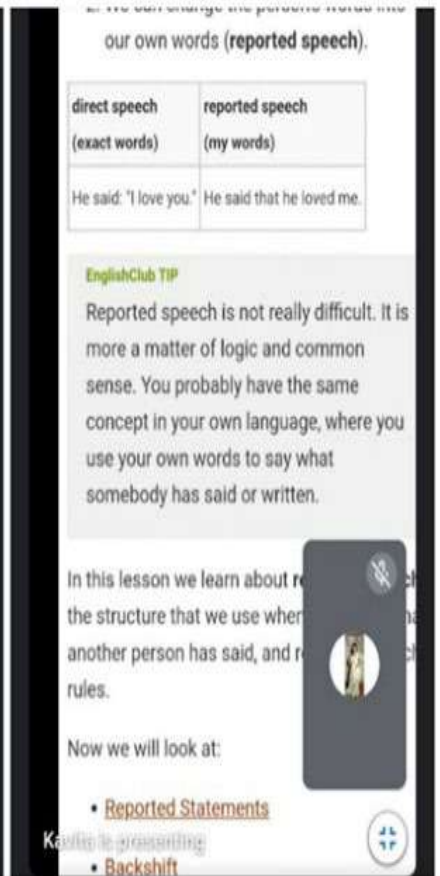 our own words (reported speech).
direct speech reported speech
(exact words) (my words)
He said: "I love you." He said that he loved me.
EnglishClub TIP
Reported speech is not really difficult. It is
more a matter of logic and common
sense. You probably have the same
concept in your own language, where you
use your own words to say what
somebody has said or written.
In this lesson we learn about
the structure that we use
another person has said, and
rules.
Now we will look at:
• Reported Statements
Kavita is presenting
• Backshift